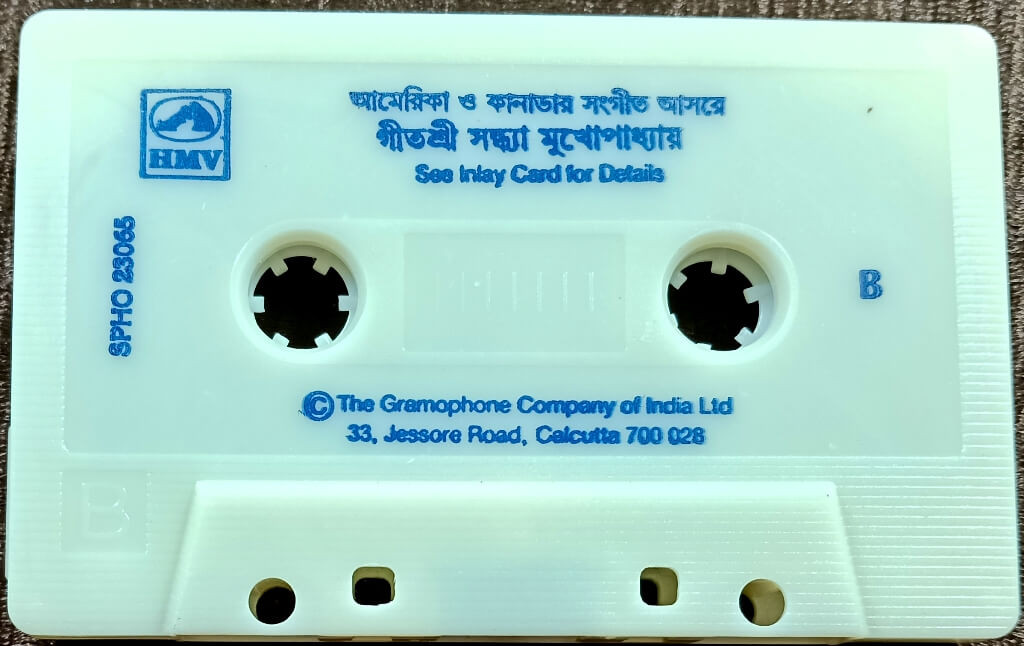 আমেরিকা ও কানাডার সংগীত আসরে
গীতশ্রী সন্ধ্যা মুখোপাধ্যায়
See Inlay Card for Details
HMV
SPHO 23065
B
© The Gramophone Company of India Ltd
33, Jessore Road, Calcutta 700 028
B